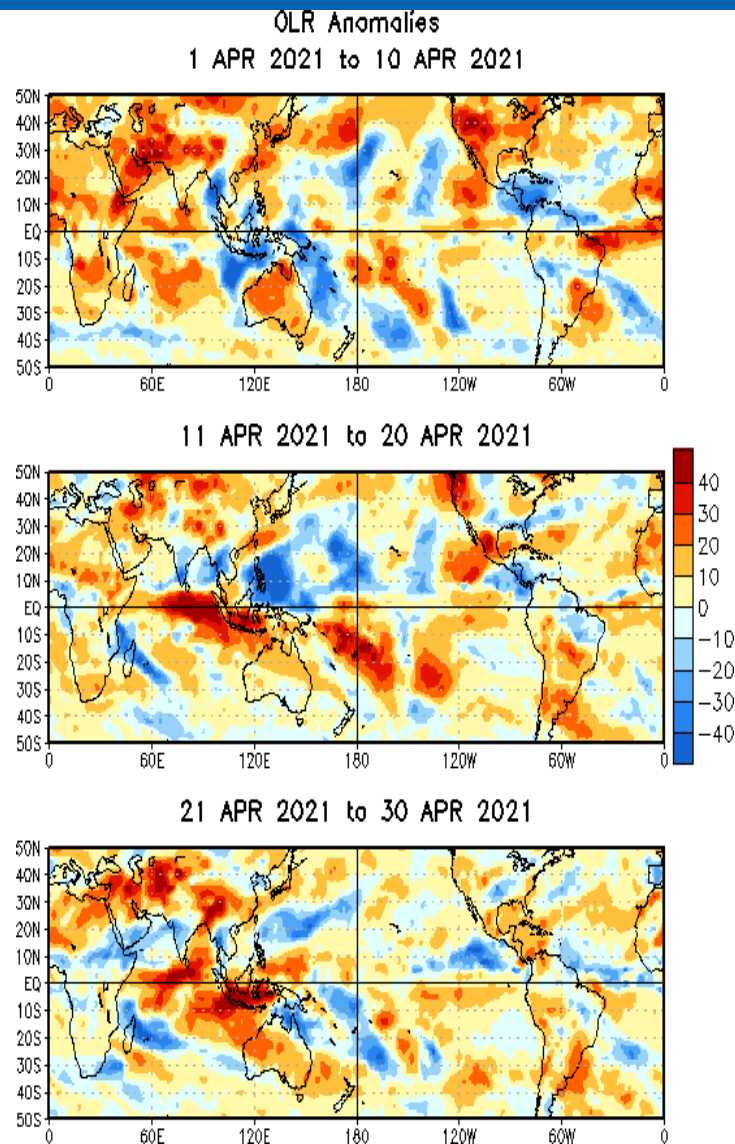 OLR Anomalies
1 APR 2021 to 10 APR 2021
50N
40N
30N
20N
10N
EQ
10S
20S
30S
40S
50S
0 60E 120E 180 120W 60W 0
11 APR 2021 to 20 APR 2021
50N
40N
30N
20N
10N
EQ
10S
20S
30S
40S
50S
0 60E 120E 180 120W 60W 0
40
30
20
10
0
-10
-20
-30
-40
21 APR 2021 to 30 APR 2021
50N
40N
30N
20N
10N
EQ
10S
20S
30S
40S
50S
0 60E 120E 180 120W 60W 0